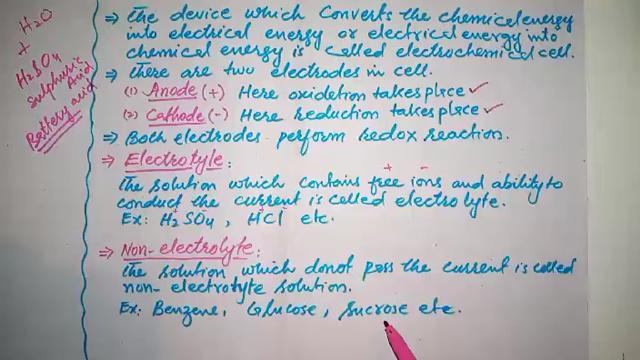 H2O
+
H2SO4
Sulphuric Acid
Battery acid
⇒ The device which converts the chemical energy
into electrical energy or electrical energy into
chemical energy is called electrochemical cell.
⇒ There are two electrodes in cell.
(1) Anode (+) Here oxidetion takes place ✓
(2) Cathode (-) Here reduction takes place ✓
⇒ Both electrodes perform Redox reaction.
⇒ Electrotyle:
+ -
The solution which contains free ions and ability to
conduct the current is called electrolyte.
Ex: H2SO4, HCl etc.
⇒ Non-electrolyte:
The solution which donot pass the current is called
non-electrolyte solution.
Ex: Benzene, Glucose, Sucrose etc.